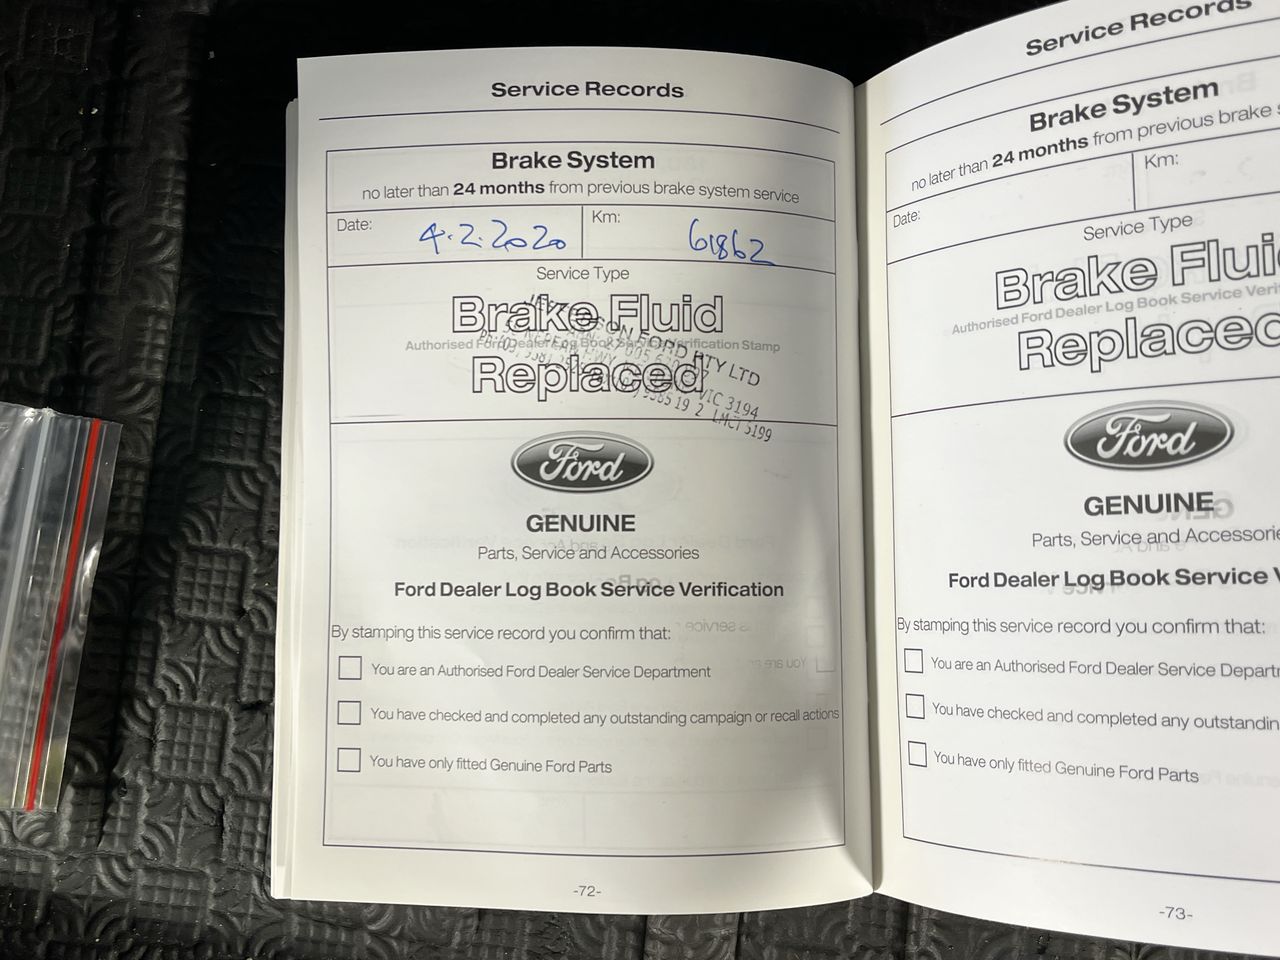 Service Records
Brake System
no later than 24 months from previous brake system service
Date: 4.2.2020 Km: 61862
Service Type
Brake Fluid
Authorised Ford Dealer Log Book Service Verification Stamp
Replaced
FORD PTY LTD
VIC 3194
LMCT 5199
Ford
GENUINE
Parts, Service and Accessories
Ford Dealer Log Book Service Verification
By stamping this service record you confirm that:
You are an Authorised Ford Dealer Service Department
You have checked and completed any outstanding campaign or recall actions
You have only fitted Genuine Ford Parts
-72-
Service Records
Brake System
no later than 24 months from previous brake
Date: Km:
Service Type
Brake Flui
Authorised Ford Dealer Log Book Service Verifi
Replaced
Ford
GENUINE
Parts, Service and Accessorie
Ford Dealer Log Book Service V
By stamping this service record you confirm that:
You are an Authorised Ford Dealer Service Departm
You have checked and completed any outstandin
You have only fitted Genuine Ford Parts
-73-